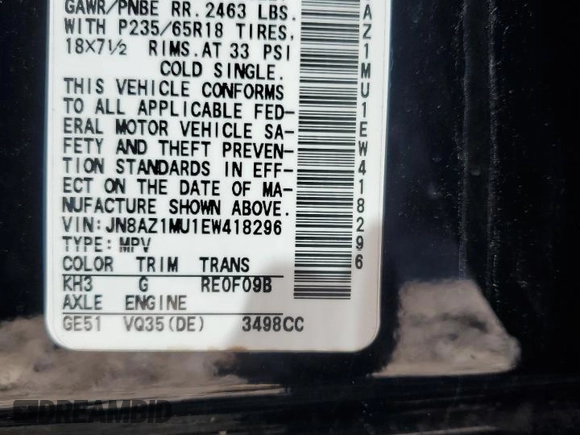 GAWR/PNBE RR. 2463 LBS.
WITH P235/65R18 TIRES,
18X7½ RIMS. AT 33 PSI
COLD SINGLE.
THIS VEHICLE CONFORMS
TO ALL APPLICABLE FED-
ERAL MOTOR VEHICLE SA-
FETY AND THEFT PREVEN-
TION STANDARDS IN EFF-
ECT ON THE DATE OF MA-
NUFACTURE SHOWN ABOVE.
VIN: JN8AZ1MU1EW418296
TYPE: MPV
COLOR TRIM TRANS
KH3 G RE0F09B
AXLE ENGINE
GE51 VQ35(DE) 3498CC
AZ1MU1EW418296
DREAMBID